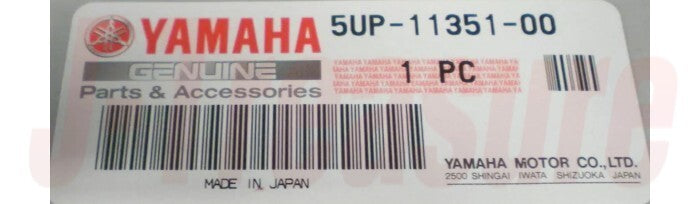 YAMAHA 5UP-11351-00
GENUINE 1 PC
Parts & Accessories
MADE IN JAPAN
YAMAHA MOTOR CO.,LTD.
2500 SHINGAI IWATA SHIZUOKA JAPAN